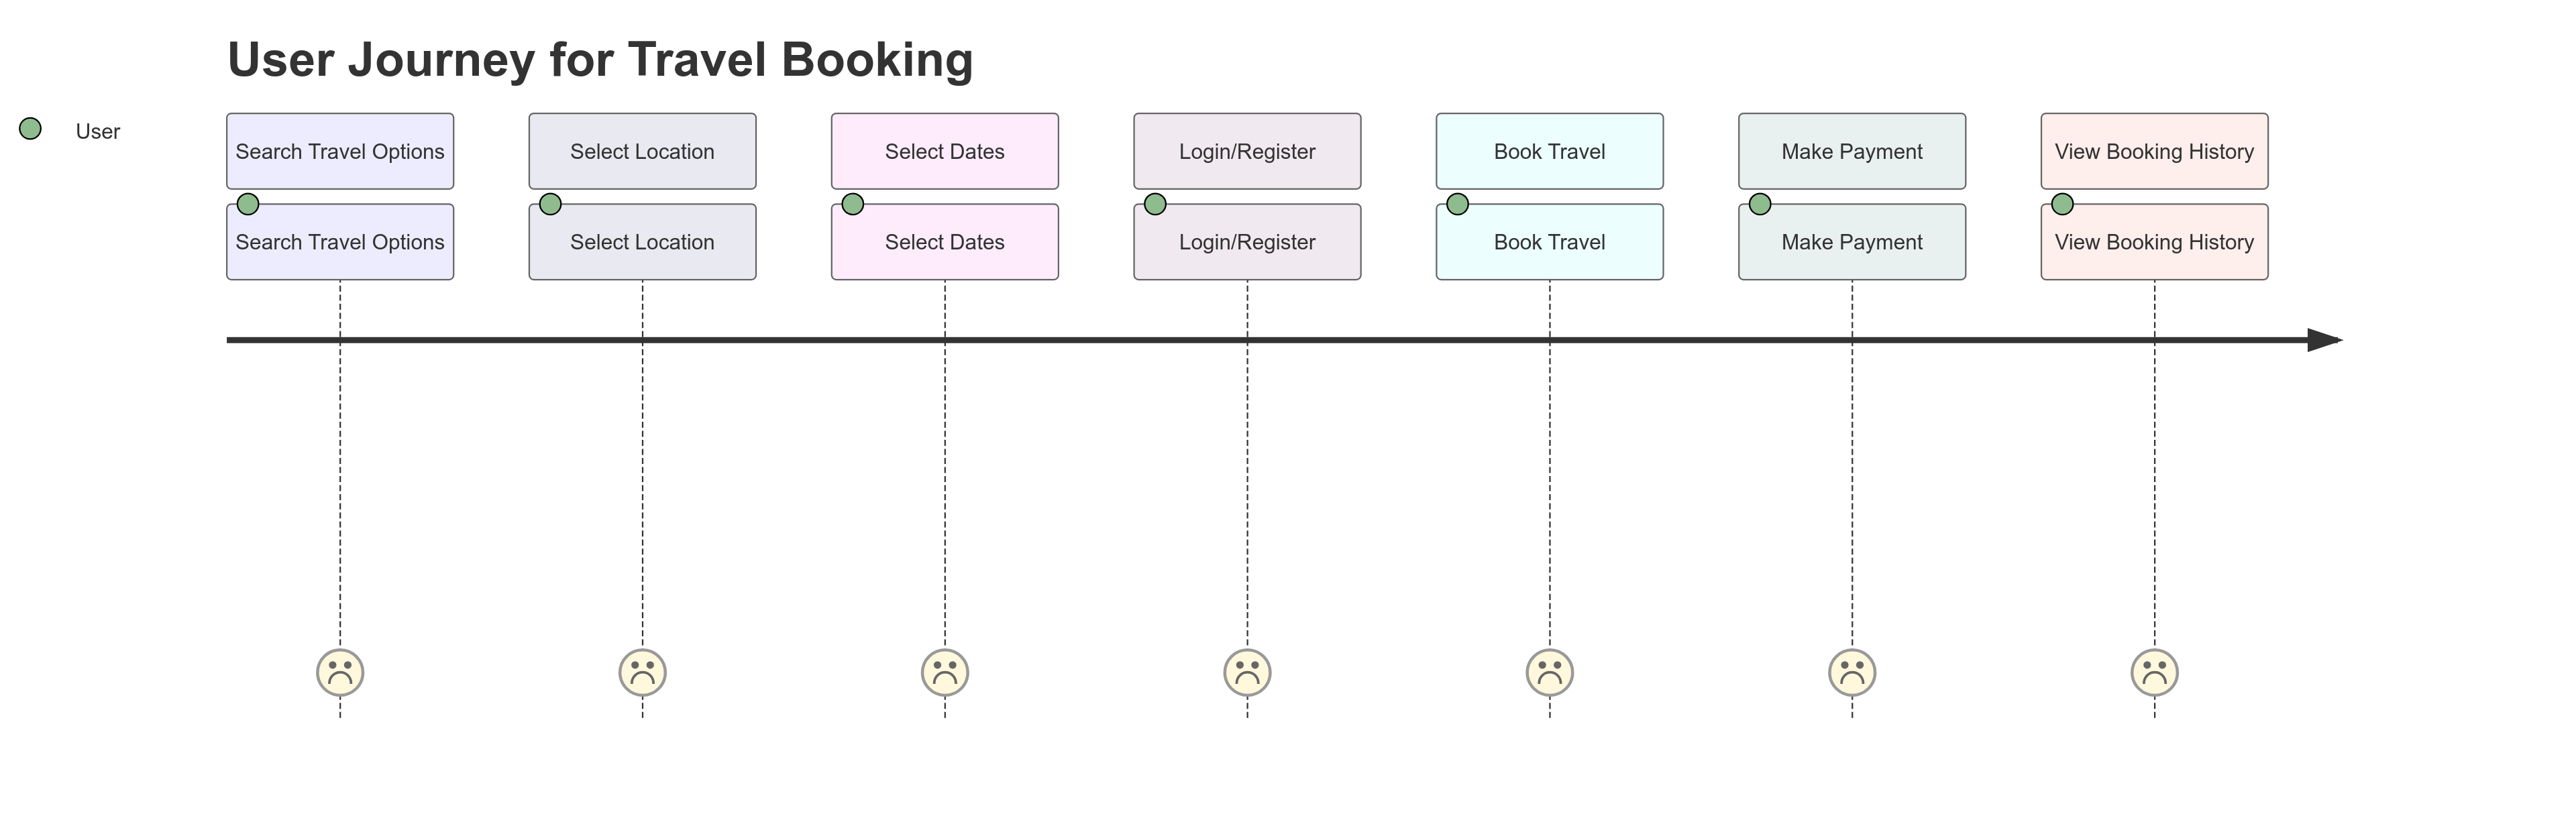 User Journey for Travel Booking
User
Search Travel Options
Select Location
Select Dates
Login/Register
Book Travel
Make Payment
View Booking History
Search Travel Options
Select Location
Select Dates
Login/Register
Book Travel
Make Payment
View Booking History